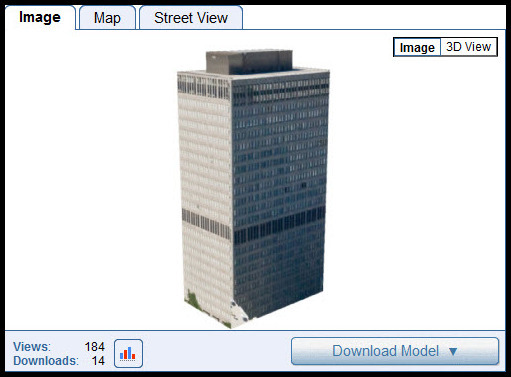 Image Map Street View
Image 3D View
Views: 184
Downloads: 14
Download Model ▼